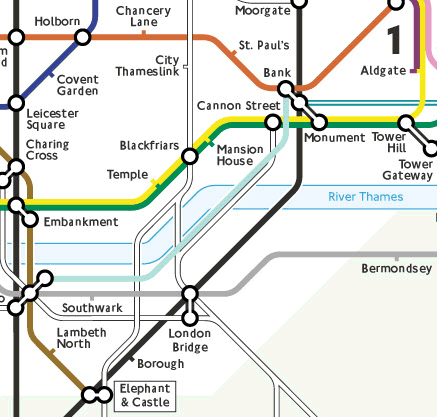 Moorgate
Chancery
Lane
Holborn
St. Paul's
City
Thameslink
Bank
1
Aldgate
Covent
Garden
Cannon Street
Leicester
Square
Charing
Cross
Blackfriars
Mansion
House
Monument
Tower
Hill
Tower
Gateway
Temple
River Thames
Embankment
Bermondsey
Southwark
London
Bridge
Lambeth
North
Borough
Elephant
& Castle